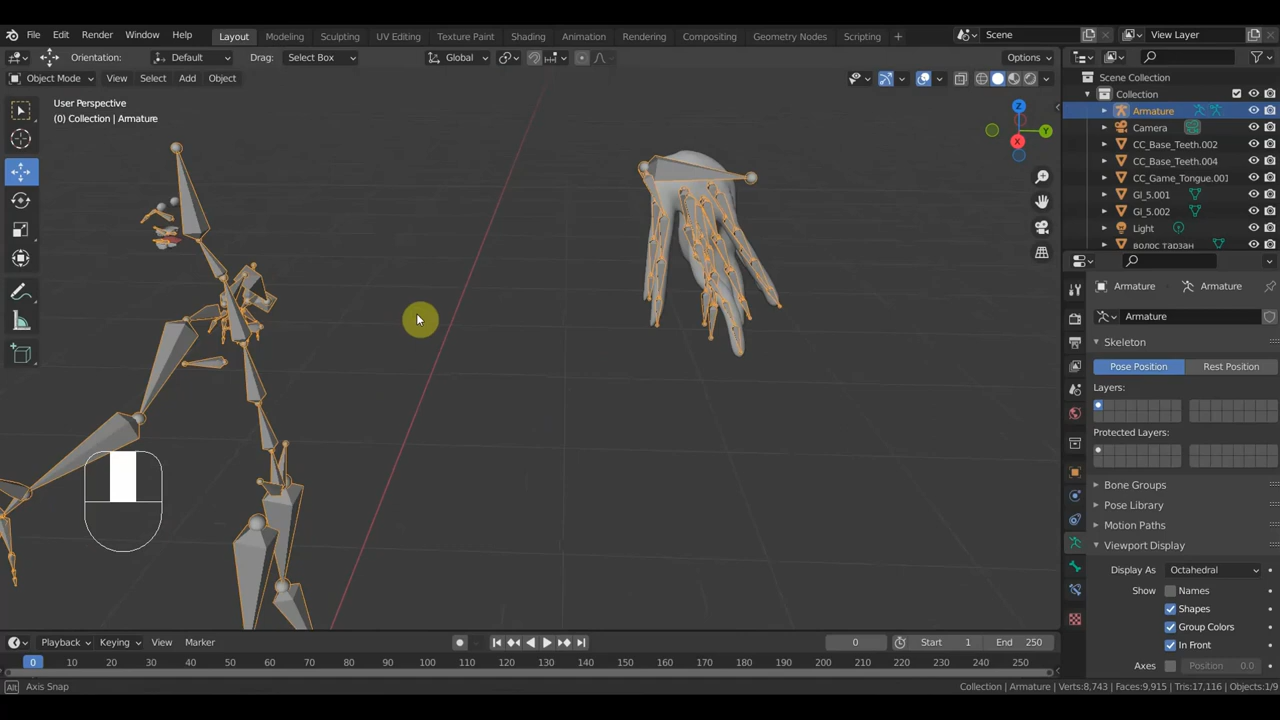 File Edit Render Window Help Layout Modeling Sculpting UV Editing Texture Paint Shading Animation Rendering Compositing Geometry Nodes Scripting + Scene View Layer
Orientation: Default Drag: Select Box Global Options
Object Mode View Select Add Object
User Perspective
(0) Collection | Armature
Z
Y
X
Scene Collection
Collection
Armature
Camera
CC_Base_Teeth.002
CC_Base_Teeth.004
CC_Game_Tongue.001
GI_5.001
GI_5.002
Light
волос тарзан
Armature Armature
Armature
Skeleton
Pose Position Rest Position
Layers:
Protected Layers:
Bone Groups
Pose Library
Motion Paths
Viewport Display
Display As Octahedral
Show Names
Shapes
Group Colors
In Front
Axes Position 0.0
Playback Keying View Marker 0 Start 1 End 250
0 10 20 30 40 50 60 70 80 90 100 110 120 130 140 150 160 170 180 190 200 210 220 230 240 250
Alt Axis Snap Collection | Armature | Verts:8,743 | Faces:9,915 | Tris:17,116 | Objects:1/9